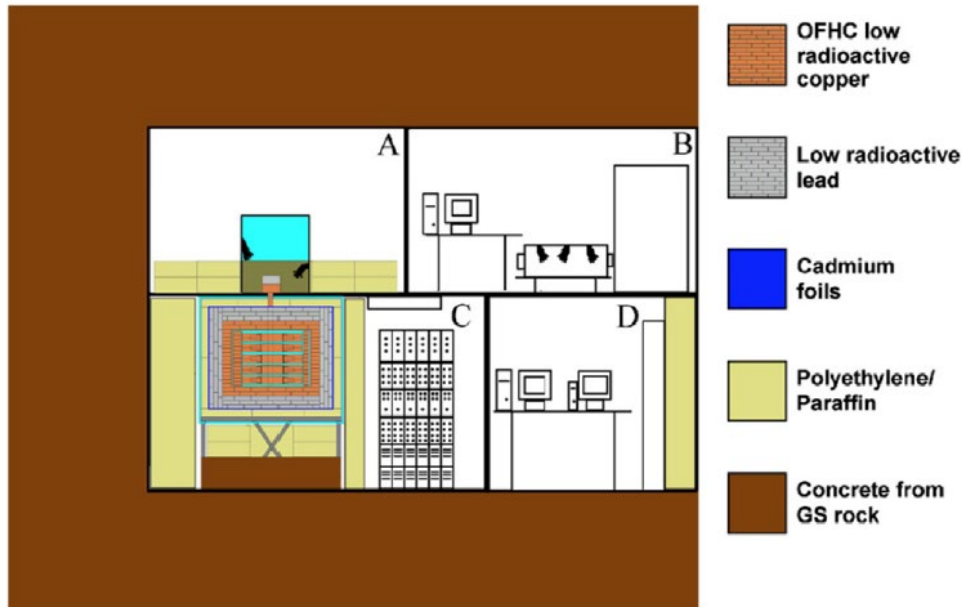 A
B
C
D
OFHC low
radioactive
copper
Low radioactive
lead
Cadmium
foils
Polyethylene/
Paraffin
Concrete from
GS rock